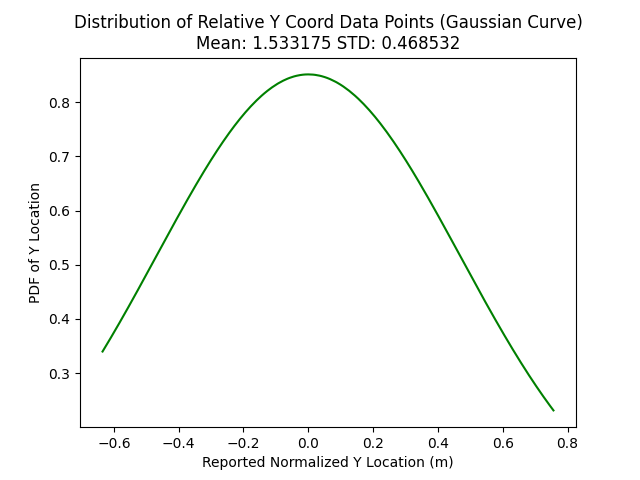 Distribution of Relative Y Coord Data Points (Gaussian Curve)
Mean: 1.533175 STD: 0.468532
PDF of Y Location
0.8
0.7
0.6
0.5
0.4
0.3
−0.6 −0.4 −0.2 0.0 0.2 0.4 0.6 0.8
Reported Normalized Y Location (m)